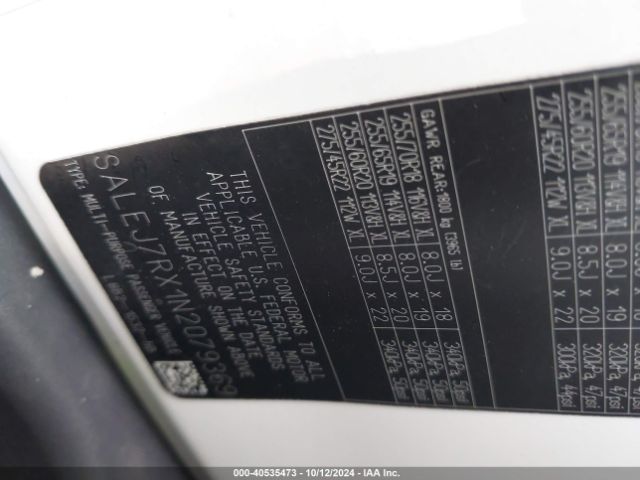 GAWR REAR: 1800 kg (3965 lb)
255/70R18 116V&H XL 8.0J x 18 340kPa, 50psi
255/65R19 114V&H XL 8.0J x 19 340kPa, 50psi
255/60R20 113V&H XL 8.5J x 20 340kPa, 50psi
275/45R22 112W XL 9.0J x 22 340kPa, 50psi
255/65R19 114V&H XL 8.0J x 19 320kPa, 47psi
255/60R20 113V&H XL 8.5J x 20 320kPa, 47psi
275/45R22 112W XL 9.0J x 22 300kPa, 44psi
THIS VEHICLE CONFORMS TO ALL
APPLICABLE U.S. FEDERAL MOTOR
VEHICLE SAFETY STANDARDS
IN EFFECT ON THE DATE
OF MANUFACTURE SHOWN ABOVE
SALEJ7RX1N2079362
TYPE: MULTI-PURPOSE PASSENGER VEHICLE
00-40535473 - 10/12/2024 - IAA Inc.